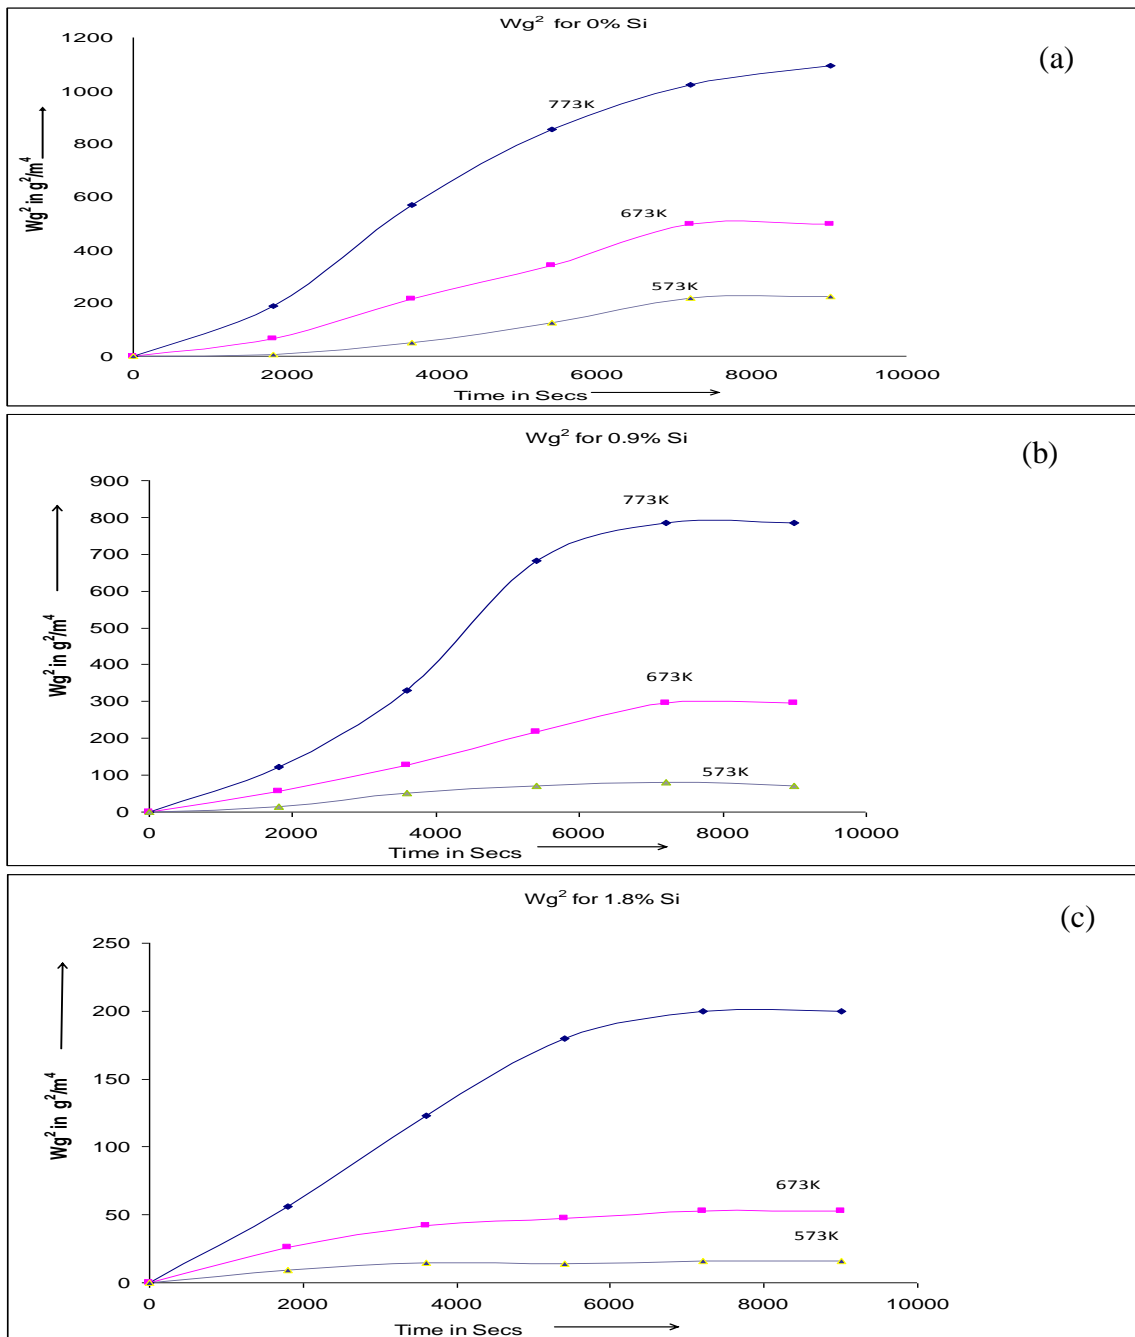 Wg² for 0% Si
(a)
1200
1000
800
600
400
200
0
Wg² in g²/m⁴
773K
673K
573K
0 2000 4000 6000 8000 10000
Time in Secs
Wg² for 0.9% Si
(b)
900
800
700
600
500
400
300
200
100
0
Wg² in g²/m⁴
773K
673K
573K
0 2000 4000 6000 8000 10000
Time in Secs
Wg² for 1.8% Si
(c)
250
200
150
100
50
0
Wg² in g²/m⁴
673K
573K
0 2000 4000 6000 8000 10000
Time in Secs